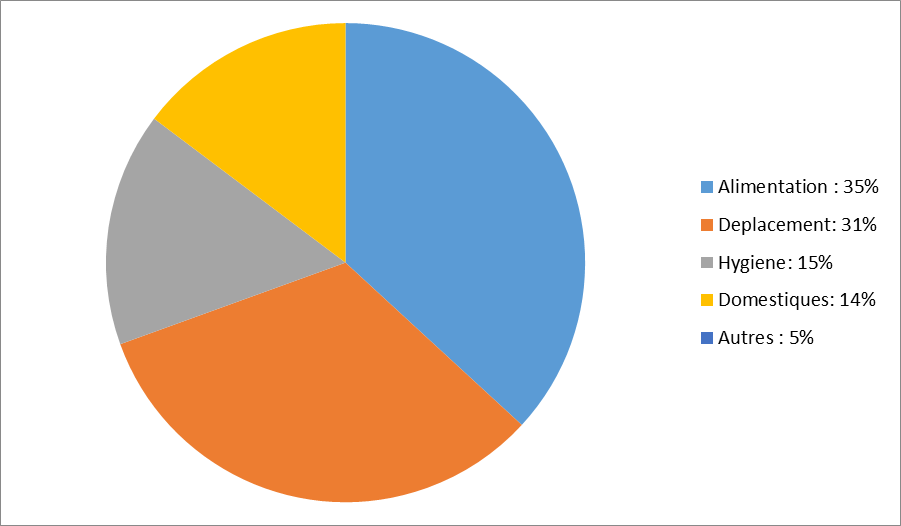 Alimentation : 35%
Deplacement: 31%
Hygiene: 15%
Domestiques: 14%
Autres : 5%